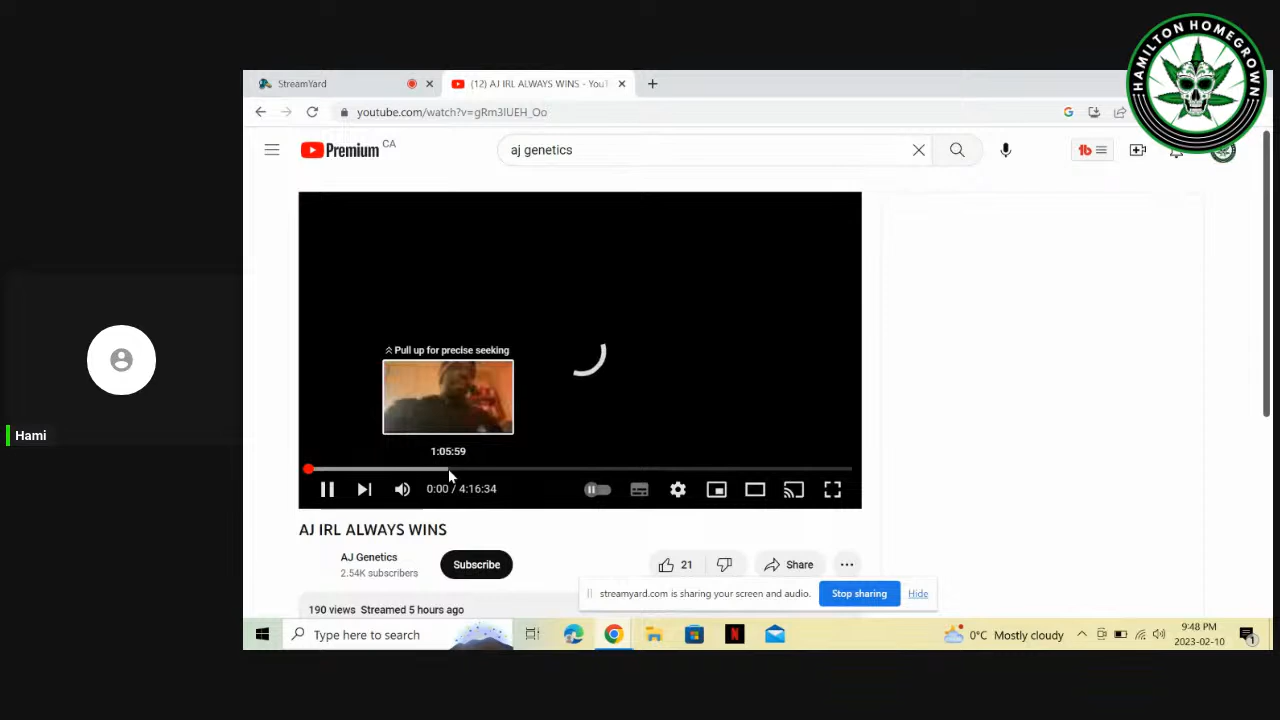 HAMILTON HOMEGROWN
StreamYard
(12) AJ IRL ALWAYS WINS - YouT
youtube.com/watch?v=gRm3lUEH_Oo
Premium CA
aj genetics
Pull up for precise seeking
1:05:59
0:00 / 4:16:34
AJ IRL ALWAYS WINS
AJ Genetics
2.54K subscribers
Subscribe
21
Share
streamyard.com is sharing your screen and audio.
Stop sharing
Hide
190 views Streamed 5 hours ago
Type here to search
0°C Mostly cloudy
9:48 PM
2023-02-10
Hami